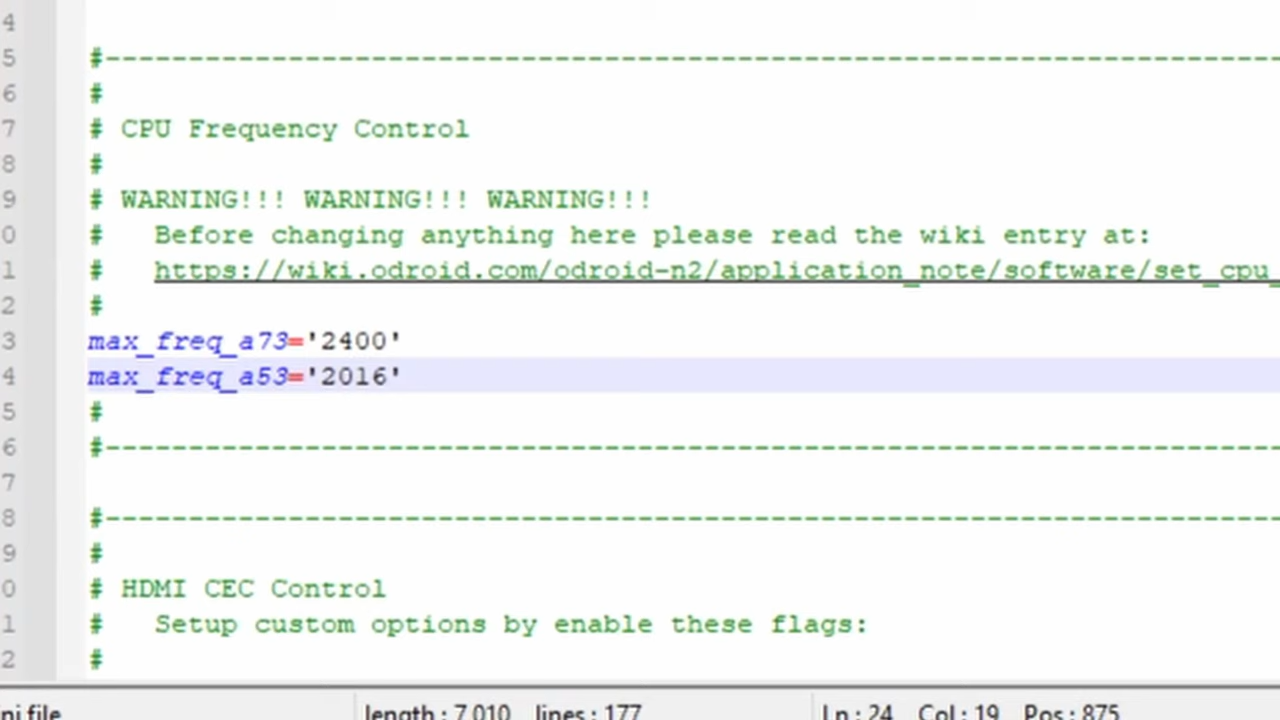 4
5 #----------------------------------------------------------------------
6 #
7 # CPU Frequency Control
8 #
9 # WARNING!!! WARNING!!! WARNING!!!
0 #   Before changing anything here please read the wiki entry at:
1 #   https://wiki.odroid.com/odroid-n2/application_note/software/set_cpu_
2 #
3 max_freq_a73='2400'
4 max_freq_a53='2016'
5 #
6 #----------------------------------------------------------------------
7
8 #----------------------------------------------------------------------
9 #
0 # HDMI CEC Control
1 #   Setup custom options by enable these flags:
2 #
ni file length : 7,010 lines : 177 Ln : 24 Col : 19 Pos : 875